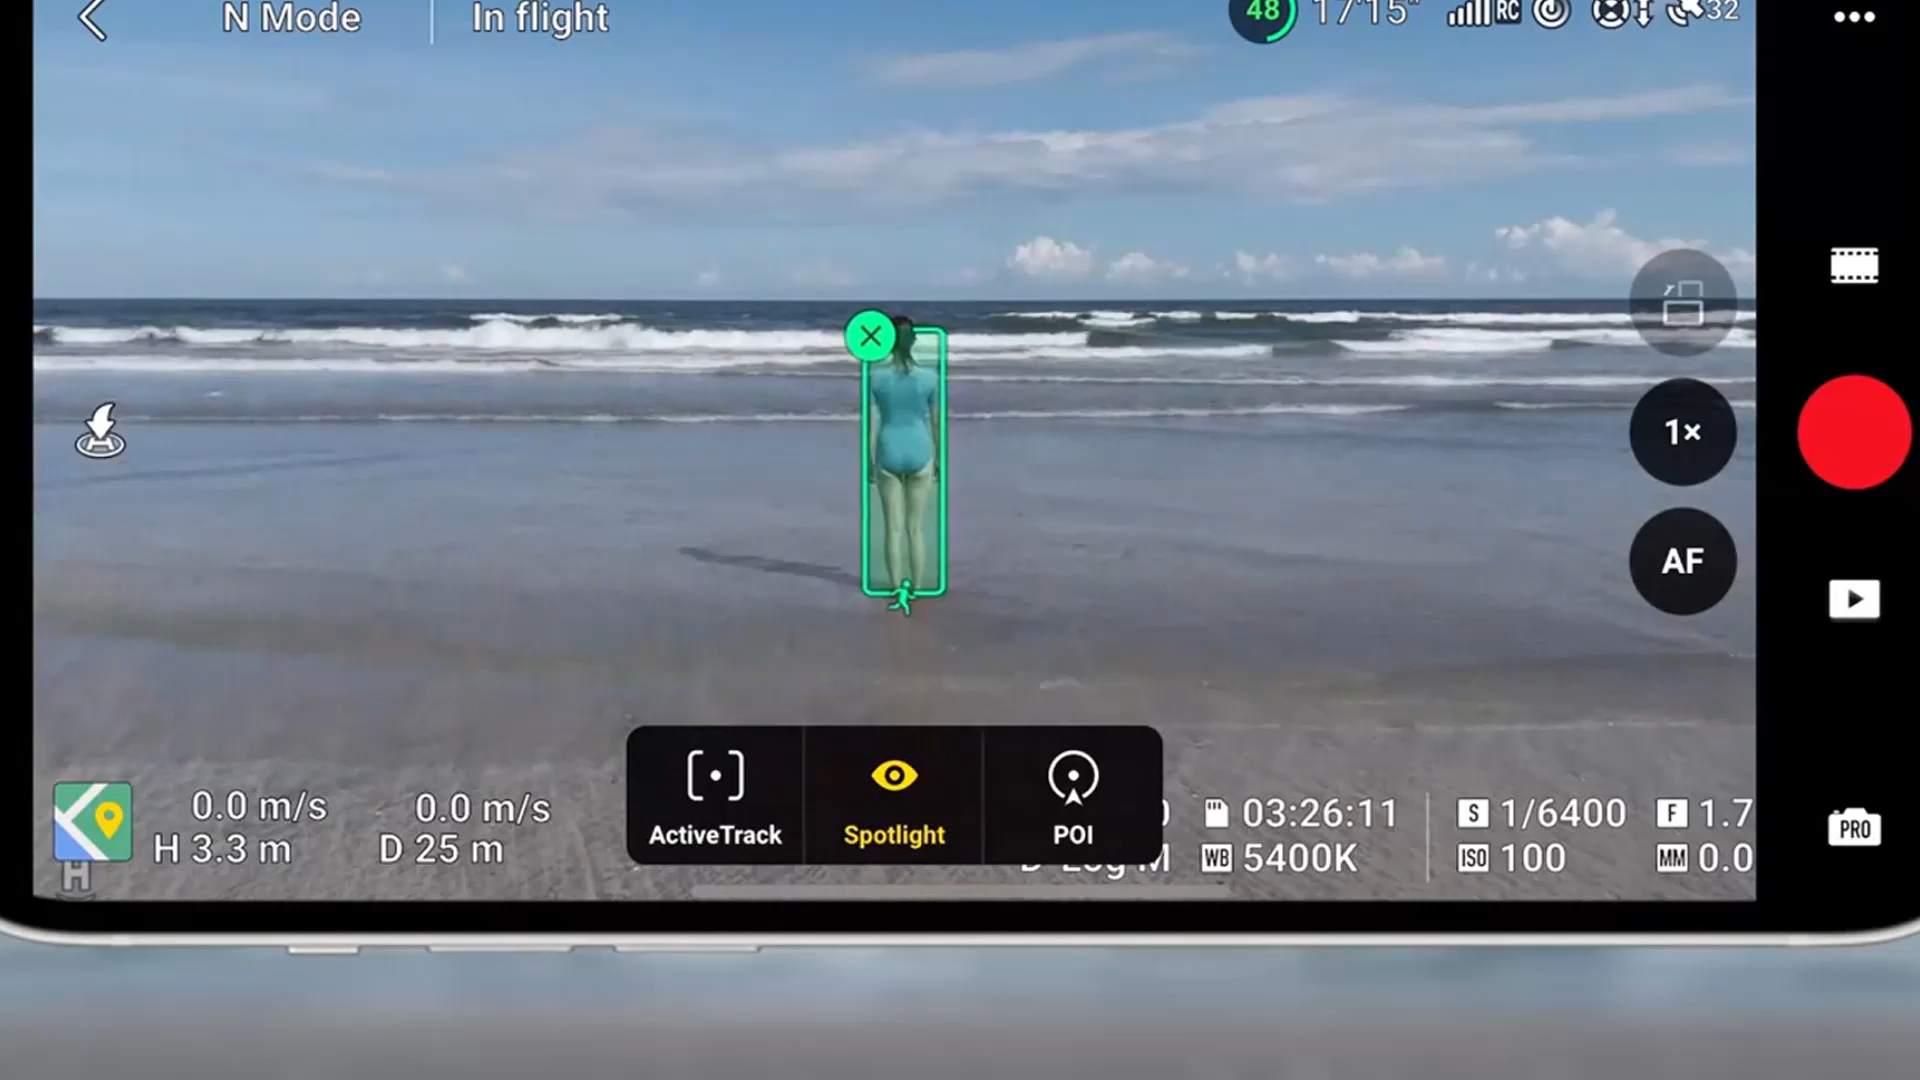 N Mode
In flight
48
17'15"
RC
32
1×
AF
ActiveTrack
Spotlight
POI
0.0 m/s
0.0 m/s
H 3.3 m
D 25 m
03:26:11
S 1/6400
F 1.7
WB 5400K
ISO 100
MM 0.0
PRO
H